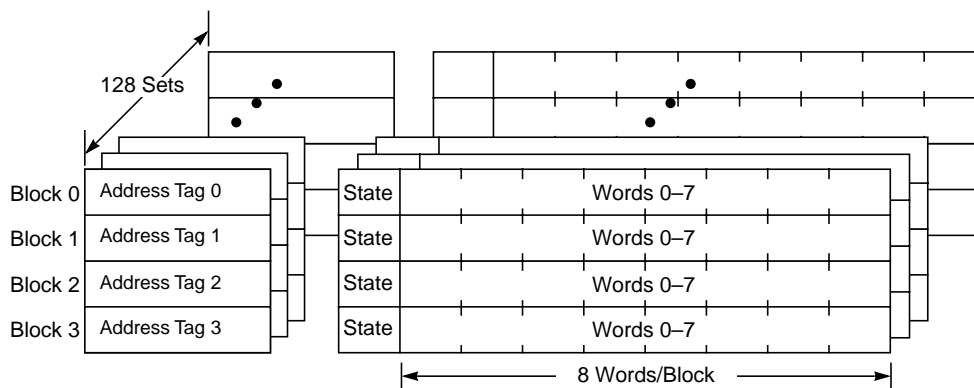 128 Sets
Block 0 Address Tag 0 State Words 0–7
Block 1 Address Tag 1 State Words 0–7
Block 2 Address Tag 2 State Words 0–7
Block 3 Address Tag 3 State Words 0–7
8 Words/Block